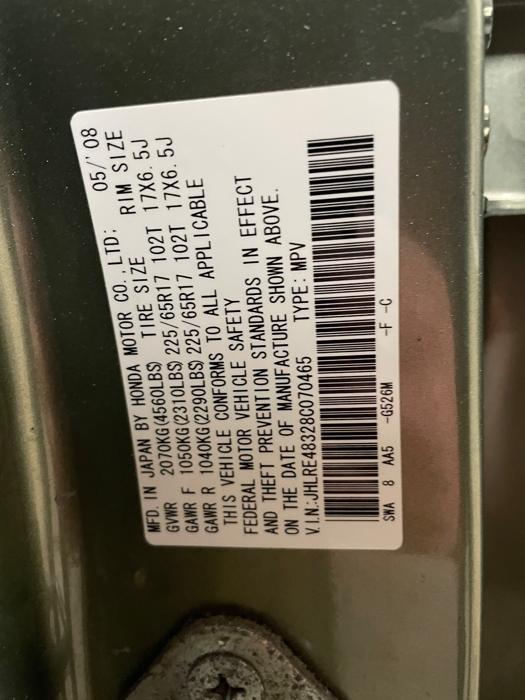 MFD. IN JAPAN BY HONDA MOTOR CO., LTD; 05/'08
GVWR 2070KG(4560LBS) TIRE SIZE RIM SIZE
GAWR F 1050KG(2310LBS) 225/65R17 102T 17X6.5J
GAWR R 1040KG(2290LBS) 225/65R17 102T 17X6.5J
THIS VEHICLE CONFORMS TO ALL APPLICABLE
FEDERAL MOTOR VEHICLE SAFETY
AND THEFT PREVENTION STANDARDS IN EFFECT
ON THE DATE OF MANUFACTURE SHOWN ABOVE.
V.I.N.:JHLRE48328C070465 TYPE: MPV
SWA 8 AA5 -G526M -F -C